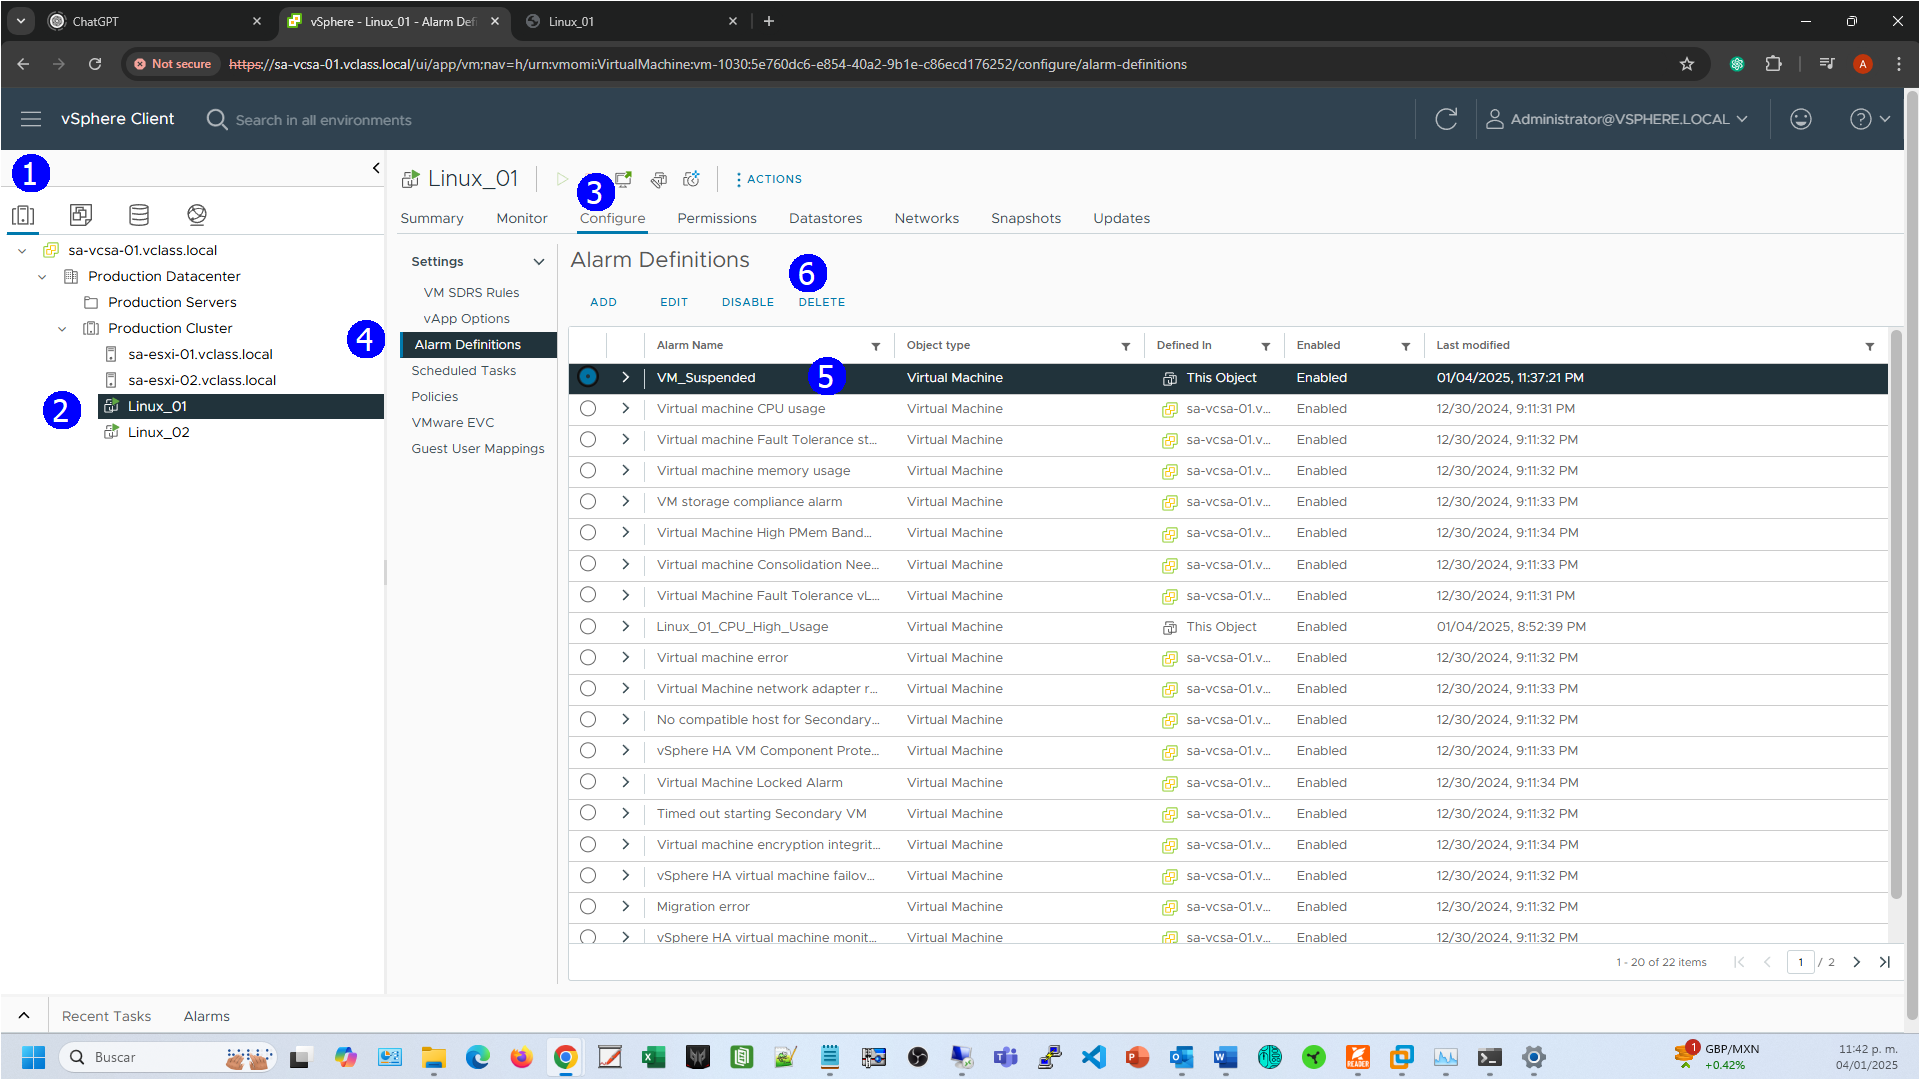 ChatGPT
vSphere - Linux_01 - Alarm Defi
Linux_01
Not secure
https://sa-vcsa-01.vclass.local/ui/app/vm;nav=h/urn:vmomi:VirtualMachine:vm-1030:5e760dc6-e854-40a2-9b1e-c86ecd176252/configure/alarm-definitions
A
vSphere Client
Search in all environments
Administrator@VSPHERE.LOCAL
1
sa-vcsa-01.vclass.local
Production Datacenter
Production Servers
Production Cluster
4
sa-esxi-01.vclass.local
sa-esxi-02.vclass.local
2
Linux_01
Linux_02
Linux_01
3
ACTIONS
Summary
Monitor
Configure
Permissions
Datastores
Networks
Snapshots
Updates
Settings
VM SDRS Rules
vApp Options
Alarm Definitions
Scheduled Tasks
Policies
VMware EVC
Guest User Mappings
Alarm Definitions
6
ADD EDIT DISABLE DELETE
Alarm Name Object type Defined In Enabled Last modified
VM_Suspended 5 Virtual Machine This Object Enabled 01/04/2025, 11:37:21 PM
Virtual machine CPU usage Virtual Machine sa-vcsa-01.v... Enabled 12/30/2024, 9:11:31 PM
Virtual machine Fault Tolerance st... Virtual Machine sa-vcsa-01.v... Enabled 12/30/2024, 9:11:32 PM
Virtual machine memory usage Virtual Machine sa-vcsa-01.v... Enabled 12/30/2024, 9:11:32 PM
VM storage compliance alarm Virtual Machine sa-vcsa-01.v... Enabled 12/30/2024, 9:11:33 PM
Virtual Machine High PMem Band... Virtual Machine sa-vcsa-01.v... Enabled 12/30/2024, 9:11:34 PM
Virtual machine Consolidation Nee... Virtual Machine sa-vcsa-01.v... Enabled 12/30/2024, 9:11:33 PM
Virtual Machine Fault Tolerance vL... Virtual Machine sa-vcsa-01.v... Enabled 12/30/2024, 9:11:31 PM
Linux_01_CPU_High_Usage Virtual Machine This Object Enabled 01/04/2025, 8:52:39 PM
Virtual machine error Virtual Machine sa-vcsa-01.v... Enabled 12/30/2024, 9:11:32 PM
Virtual Machine network adapter r... Virtual Machine sa-vcsa-01.v... Enabled 12/30/2024, 9:11:33 PM
No compatible host for Secondary... Virtual Machine sa-vcsa-01.v... Enabled 12/30/2024, 9:11:32 PM
vSphere HA VM Component Prote... Virtual Machine sa-vcsa-01.v... Enabled 12/30/2024, 9:11:33 PM
Virtual Machine Locked Alarm Virtual Machine sa-vcsa-01.v... Enabled 12/30/2024, 9:11:34 PM
Timed out starting Secondary VM Virtual Machine sa-vcsa-01.v... Enabled 12/30/2024, 9:11:32 PM
Virtual machine encryption integrit... Virtual Machine sa-vcsa-01.v... Enabled 12/30/2024, 9:11:34 PM
vSphere HA virtual machine failov... Virtual Machine sa-vcsa-01.v... Enabled 12/30/2024, 9:11:32 PM
Migration error Virtual Machine sa-vcsa-01.v... Enabled 12/30/2024, 9:11:32 PM
vSphere HA virtual machine monit... Virtual Machine sa-vcsa-01.v... Enabled 12/30/2024, 9:11:32 PM
1 - 20 of 22 items
1 / 2
Recent Tasks
Alarms
Buscar
READER
1
GBP/MXN
+0.42%
11:42 p. m.
04/01/2025